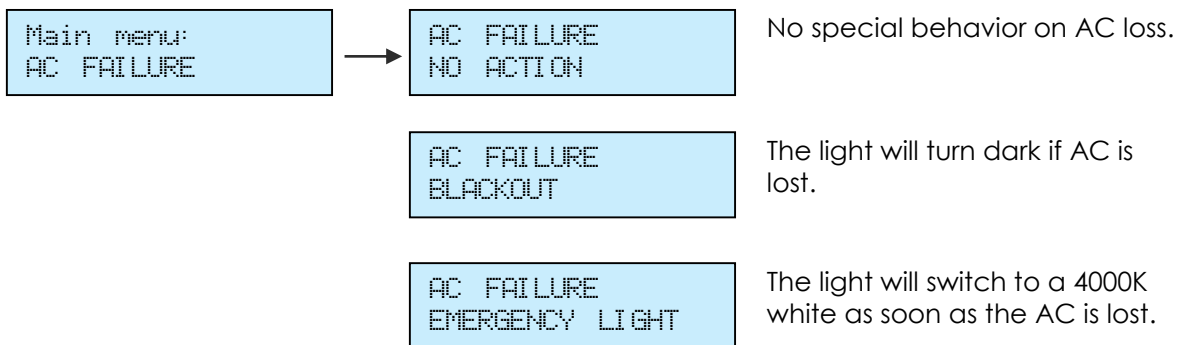 Main menu:
AC FAILURE
AC FAILURE
NO ACTION
No special behavior on AC loss.
AC FAILURE
BLACKOUT
The light will turn dark if AC is
lost.
AC FAILURE
EMERGENCY LIGHT
The light will switch to a 4000K
white as soon as the AC is lost.